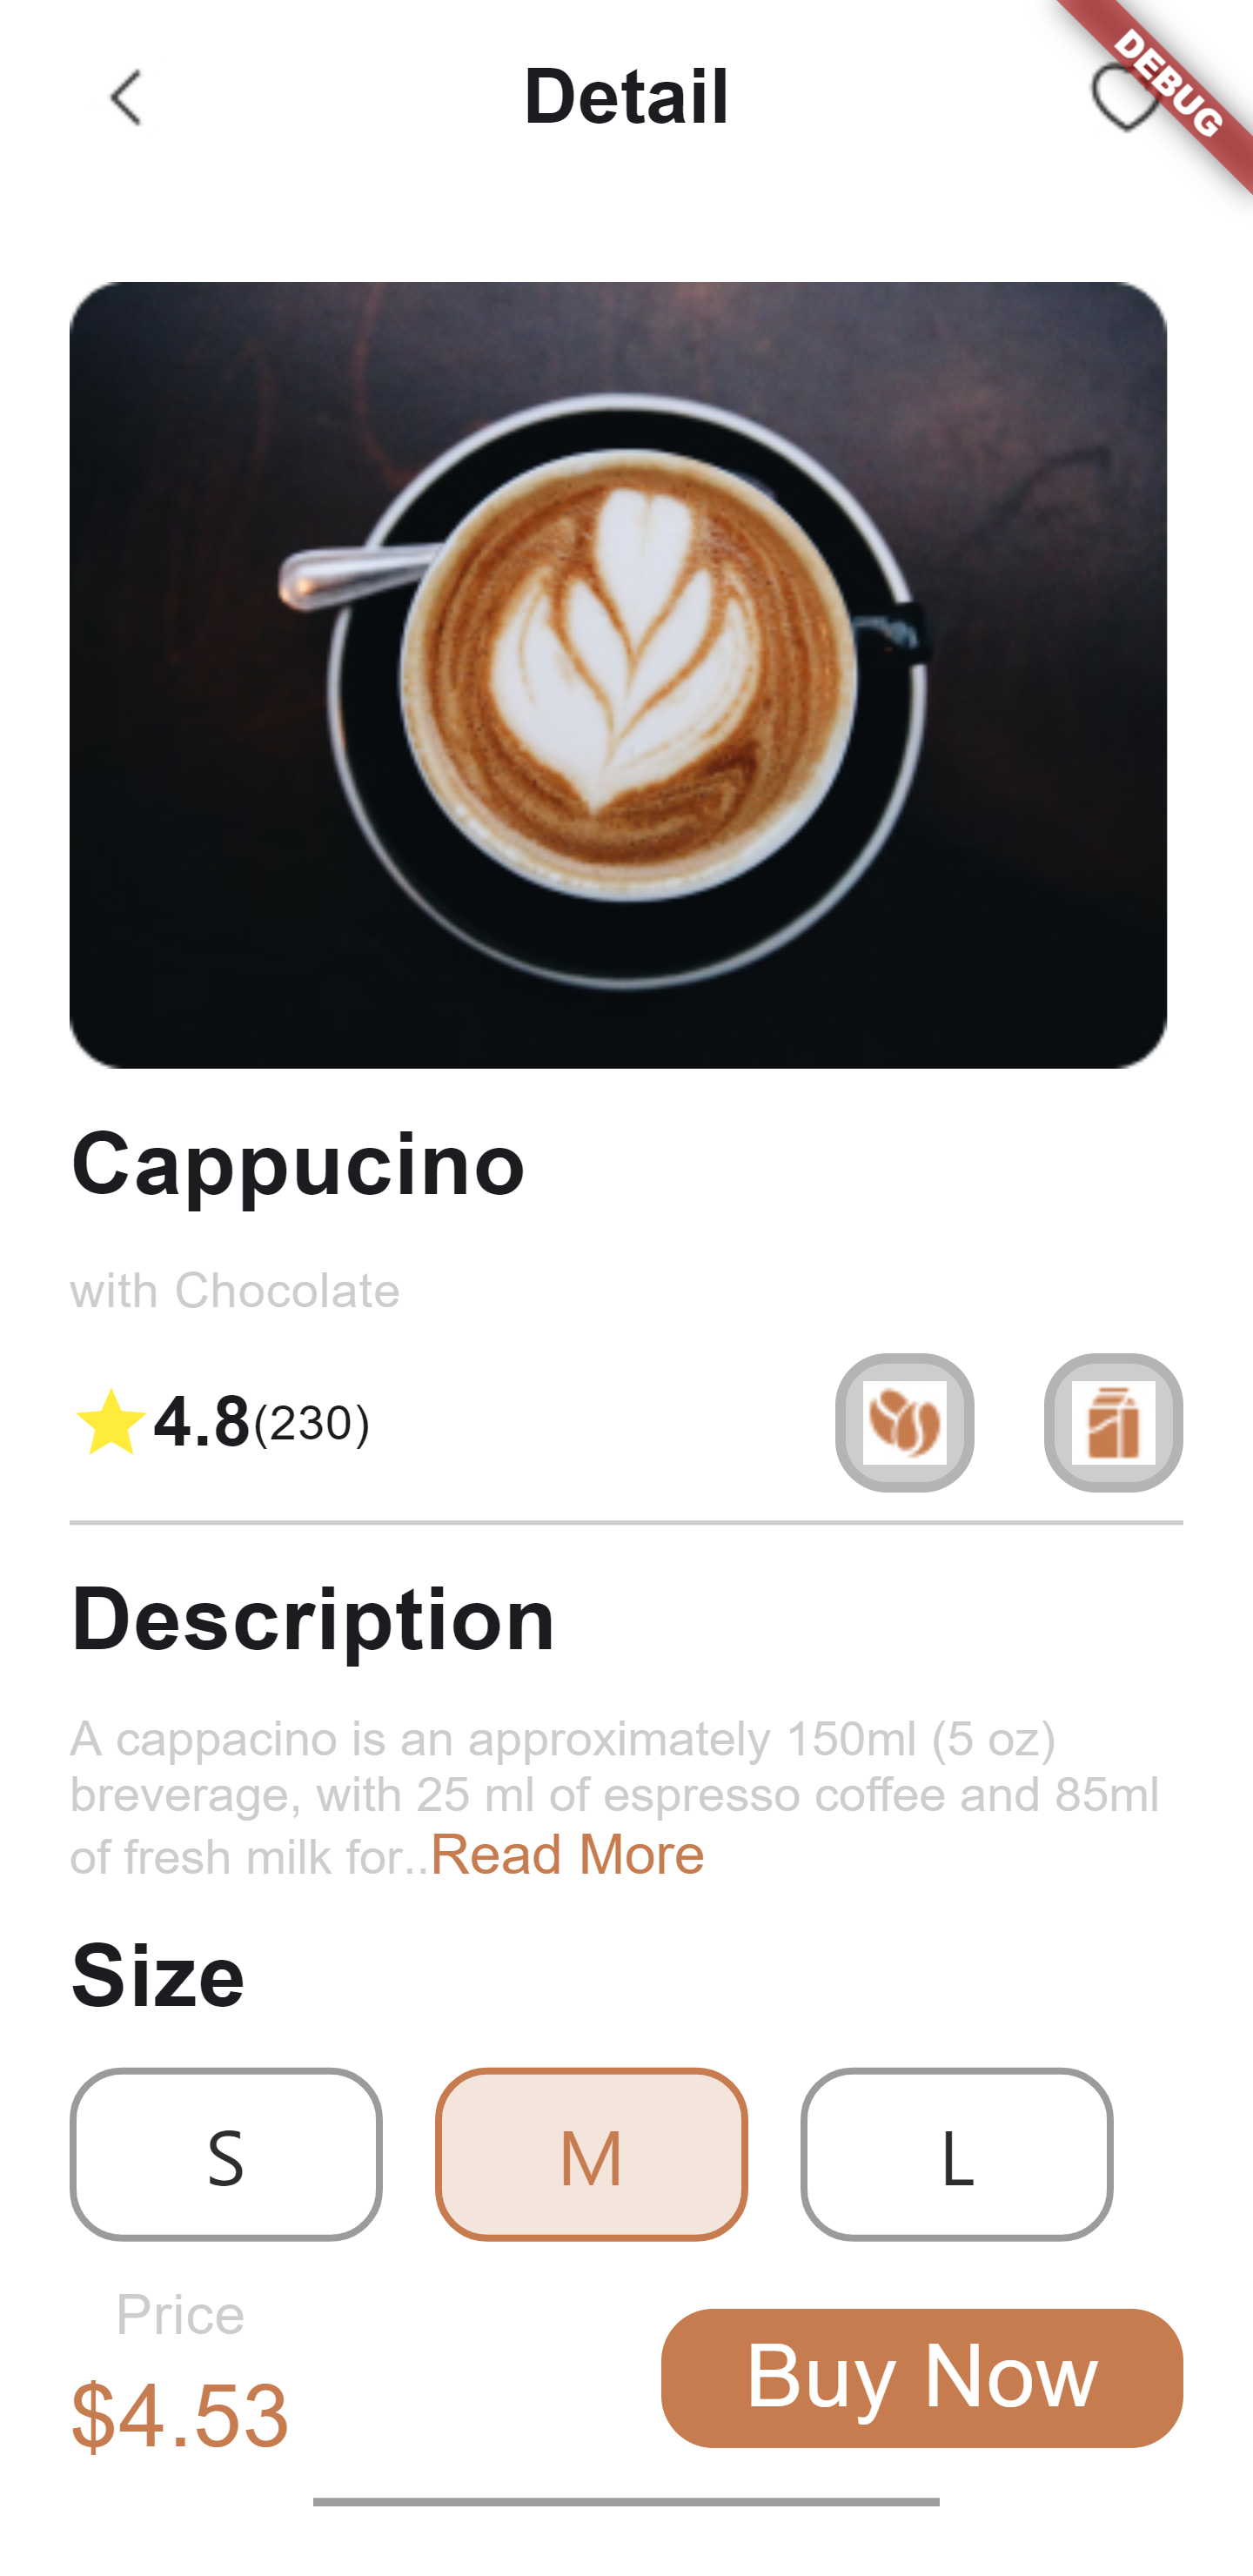 Detail
DEBUG
Cappucino
with Chocolate
4.8(230)
Description
A cappacino is an approximately 150ml (5 oz)
breverage, with 25 ml of espresso coffee and 85ml
of fresh milk for..Read More
Size
S M L
Price
$4.53
Buy Now